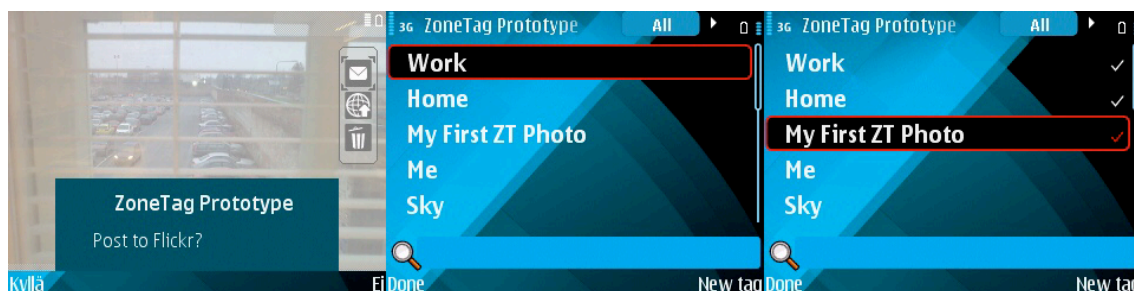 ZoneTag Prototype
Post to Flickr?
Kyllä
Ei
3G ZoneTag Prototype All
Work
Home
My First ZT Photo
Me
Sky
Done
New tag
3G ZoneTag Prototype All
Work
Home
My First ZT Photo
Me
Sky
Done
New tag